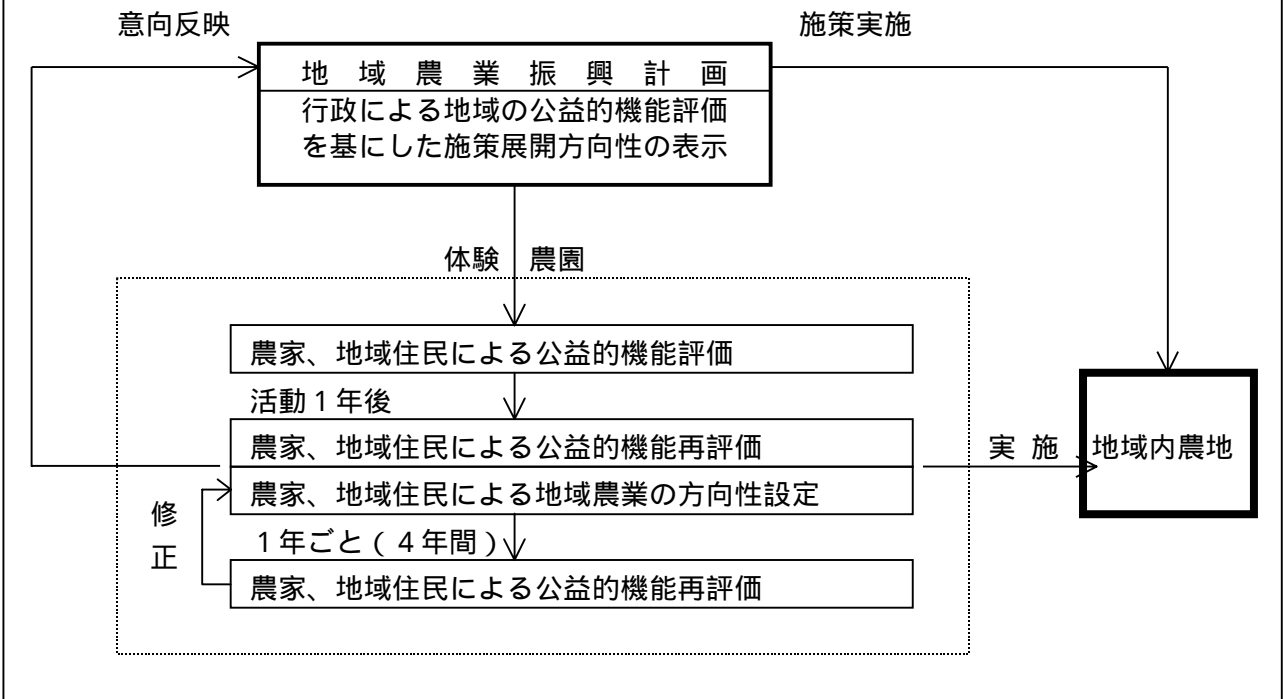 意向反映
施策実施
地域農業振興計画
行政による地域の公益的機能評価
を基にした施策展開方向性の表示
体験農園
農家、地域住民による公益的機能評価
活動１年後
農家、地域住民による公益的機能再評価
実施
地域内農地
農家、地域住民による地域農業の方向性設定
修
正
１年ごと（４年間）
農家、地域住民による公益的機能再評価